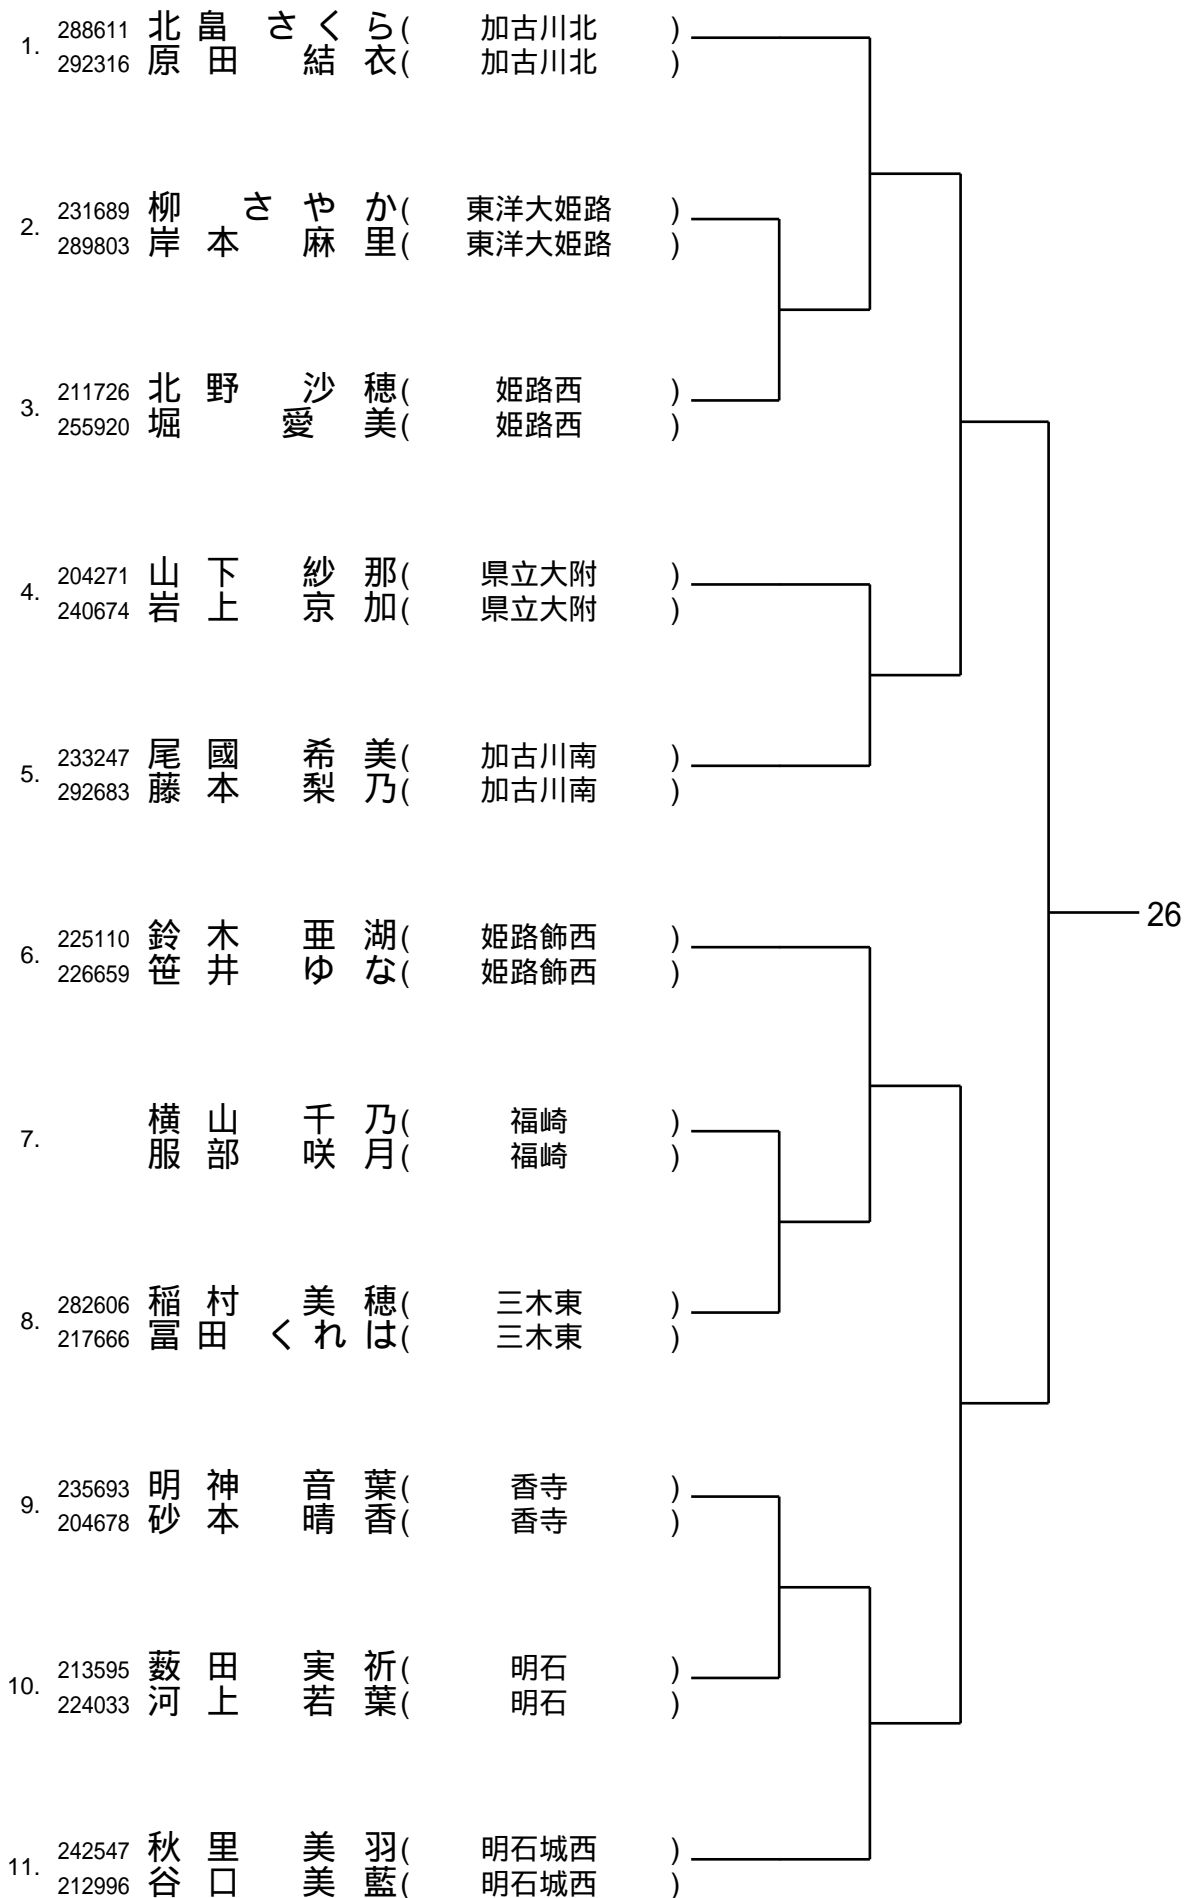 1. 288611 北畠 さくら( 加古川北 )
292316 原田 結衣( 加古川北 )
2. 231689 柳 さやか( 東洋大姫路 )
289803 岸本 麻里( 東洋大姫路 )
3. 211726 北野 沙穂( 姫路西 )
255920 堀 愛美( 姫路西 )
4. 204271 山下 紗那( 県立大附 )
240674 岩上 京加( 県立大附 )
5. 233247 尾國 希美( 加古川南 )
292683 藤本 梨乃( 加古川南 )
26
6. 225110 鈴木 亜湖( 姫路飾西 )
226659 笹井 ゆな( 姫路飾西 )
7. 横山 千乃( 福崎 )
服部 咲月( 福崎 )
8. 282606 稲村 美穂( 三木東 )
217666 冨田 くれは( 三木東 )
9. 235693 明神 音葉( 香寺 )
204678 砂本 晴香( 香寺 )
10. 213595 薮田 実祈( 明石 )
224033 河上 若葉( 明石 )
11. 242547 秋里 美羽( 明石城西 )
212996 谷口 美藍( 明石城西 )